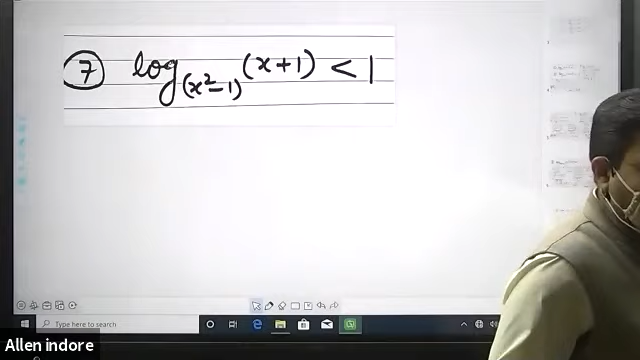 7 log₍ₓ²₋₁₎(x+1) < 1
Type here to search
Allen indore